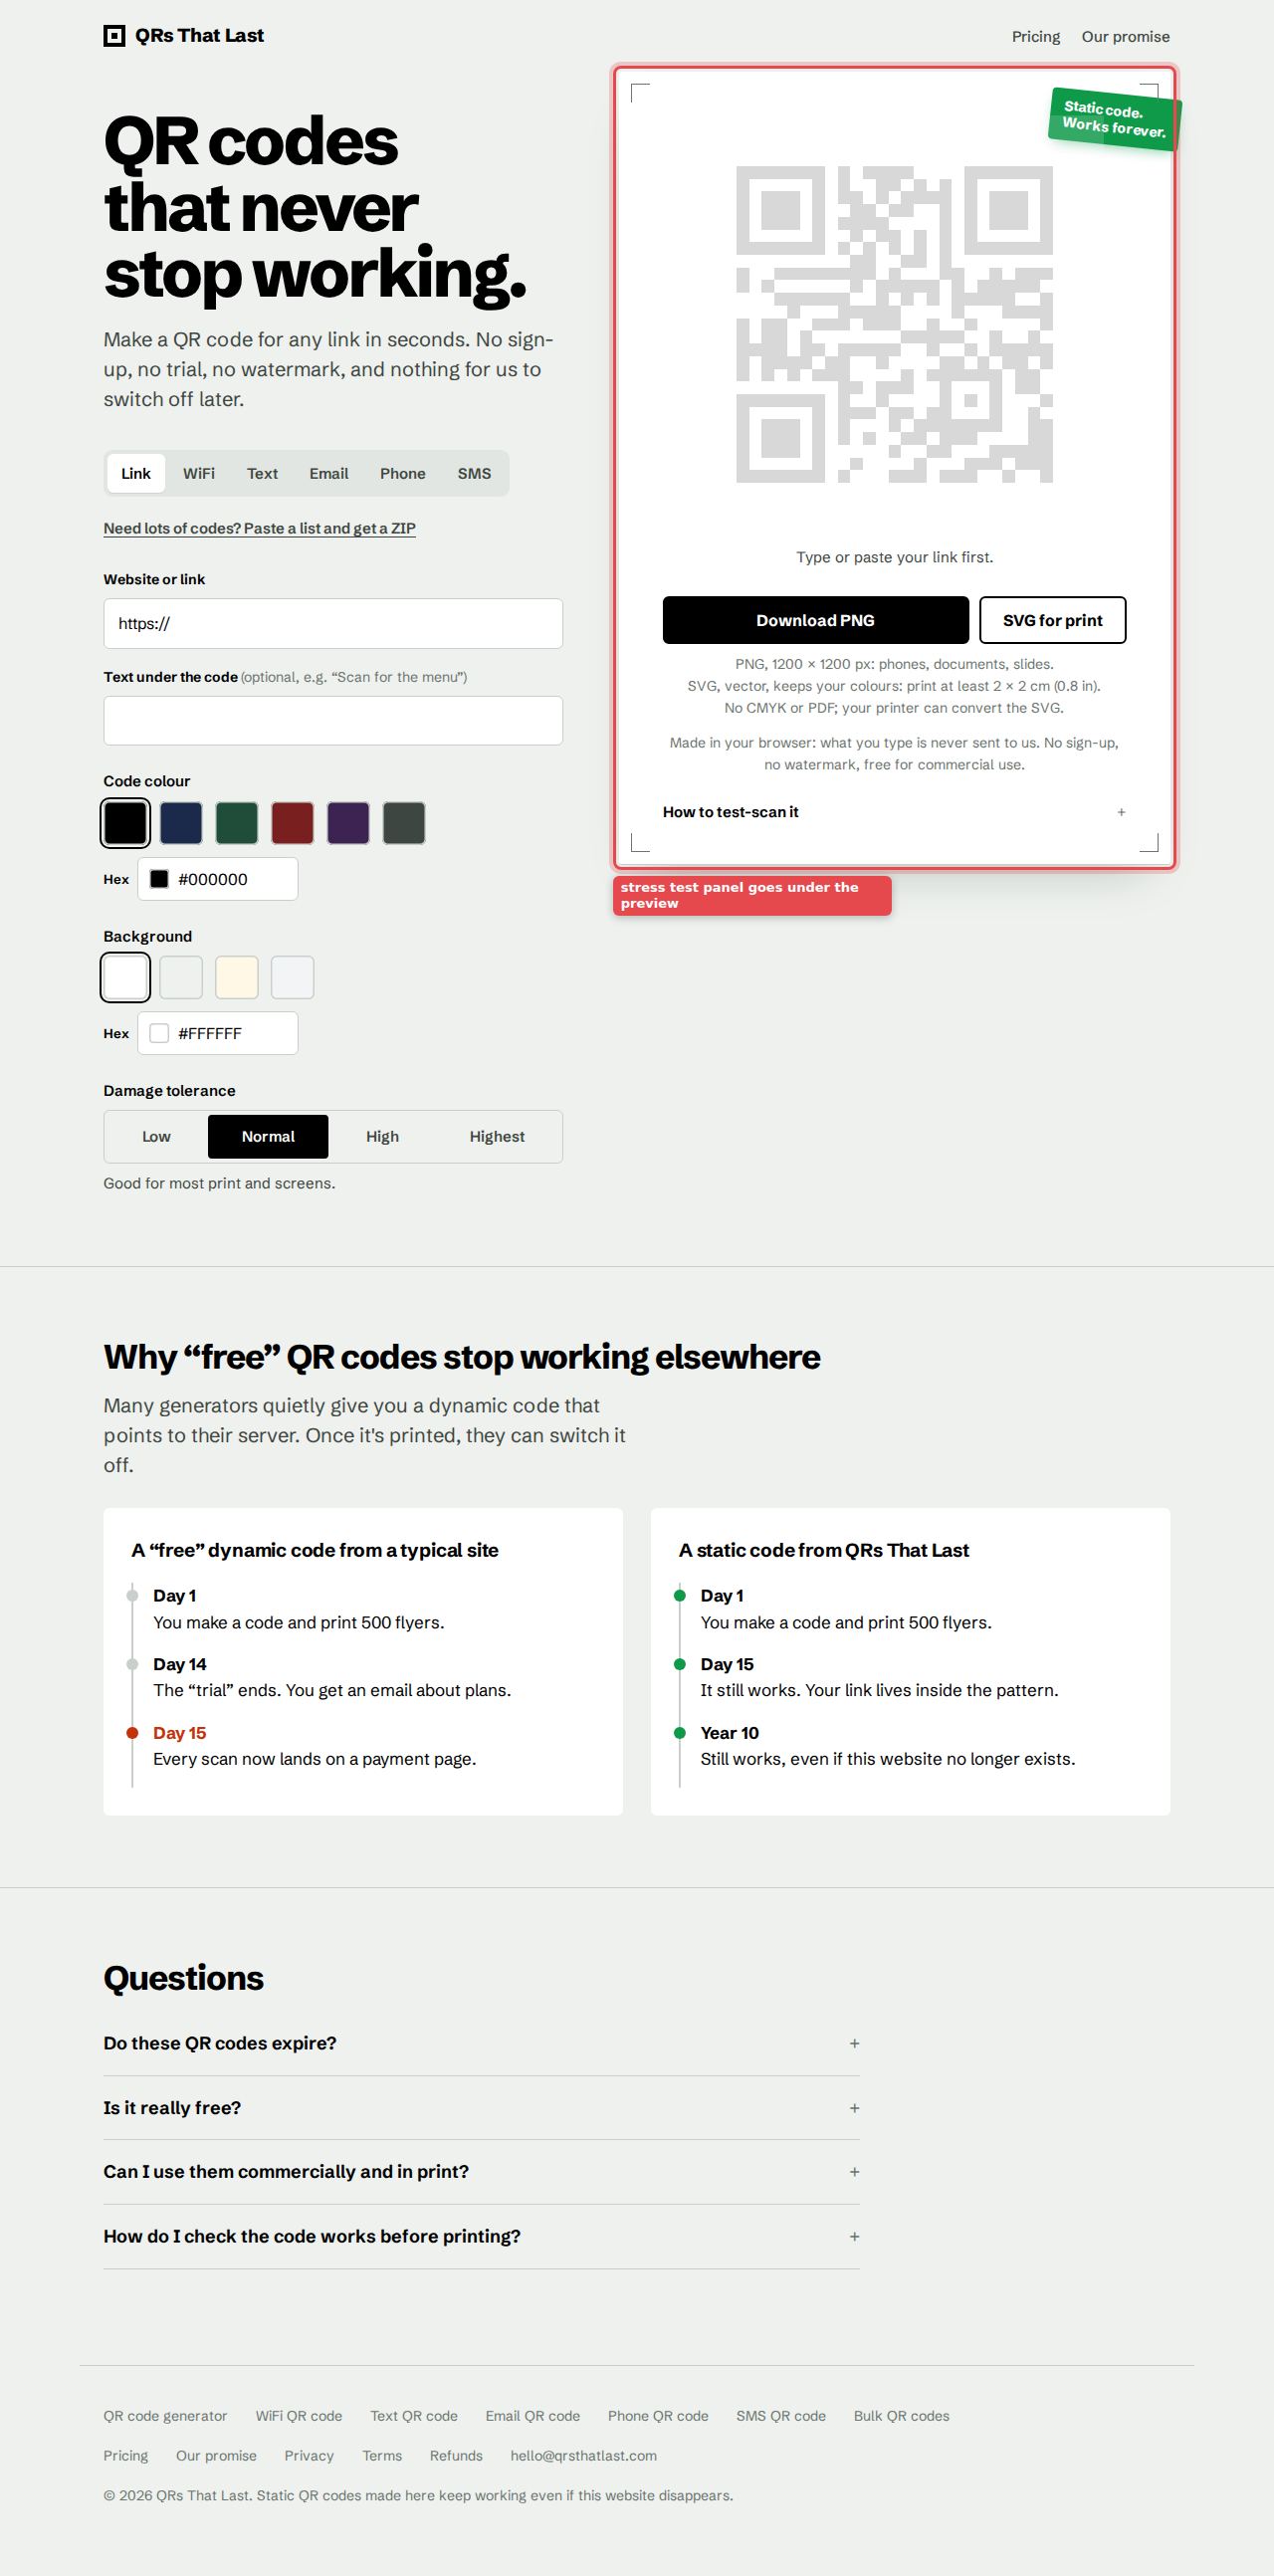 QRs That Last
Pricing
Our promise
QR codes
that never
stop working.
Make a QR code for any link in seconds. No sign-
up, no trial, no watermark, and nothing for us to
switch off later.
Link
WiFi
Text
Email
Phone
SMS
Need lots of codes? Paste a list and get a ZIP
Website or link
https://
Text under the code (optional, e.g. “Scan for the menu”)
Code colour
Hex
#000000
Background
Hex
#FFFFFF
Damage tolerance
Low
Normal
High
Highest
Good for most print and screens.
Static code.
Works forever.
Type or paste your link first.
Download PNG
SVG for print
PNG, 1200 × 1200 px: phones, documents, slides.
SVG, vector, keeps your colours: print at least 2 × 2 cm (0.8 in).
No CMYK or PDF; your printer can convert the SVG.
Made in your browser: what you type is never sent to us. No sign-up,
no watermark, free for commercial use.
How to test-scan it
+
stress test panel goes under the
preview
Why “free” QR codes stop working elsewhere
Many generators quietly give you a dynamic code that
points to their server. Once it's printed, they can switch it
off.
A “free” dynamic code from a typical site
Day 1
You make a code and print 500 flyers.
Day 14
The “trial” ends. You get an email about plans.
Day 15
Every scan now lands on a payment page.
A static code from QRs That Last
Day 1
You make a code and print 500 flyers.
Day 15
It still works. Your link lives inside the pattern.
Year 10
Still works, even if this website no longer exists.
Questions
Do these QR codes expire?
+
Is it really free?
+
Can I use them commercially and in print?
+
How do I check the code works before printing?
+
QR code generator
WiFi QR code
Text QR code
Email QR code
Phone QR code
SMS QR code
Bulk QR codes
Pricing
Our promise
Privacy
Terms
Refunds
hello@qrsthatlast.com
© 2026 QRs That Last. Static QR codes made here keep working even if this website disappears.